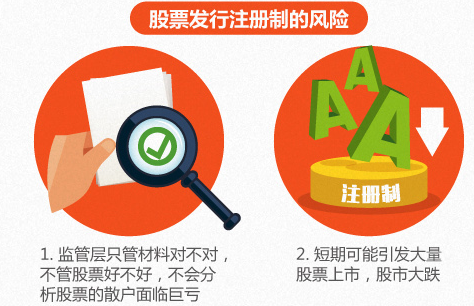 股票发行注册制的风险
A
A
A
注册制
1. 监管层只管材料对不对，
不管股票好不好，不会分
析股票的散户面临巨亏
2. 短期可能引发大量
股票上市，股市大跌